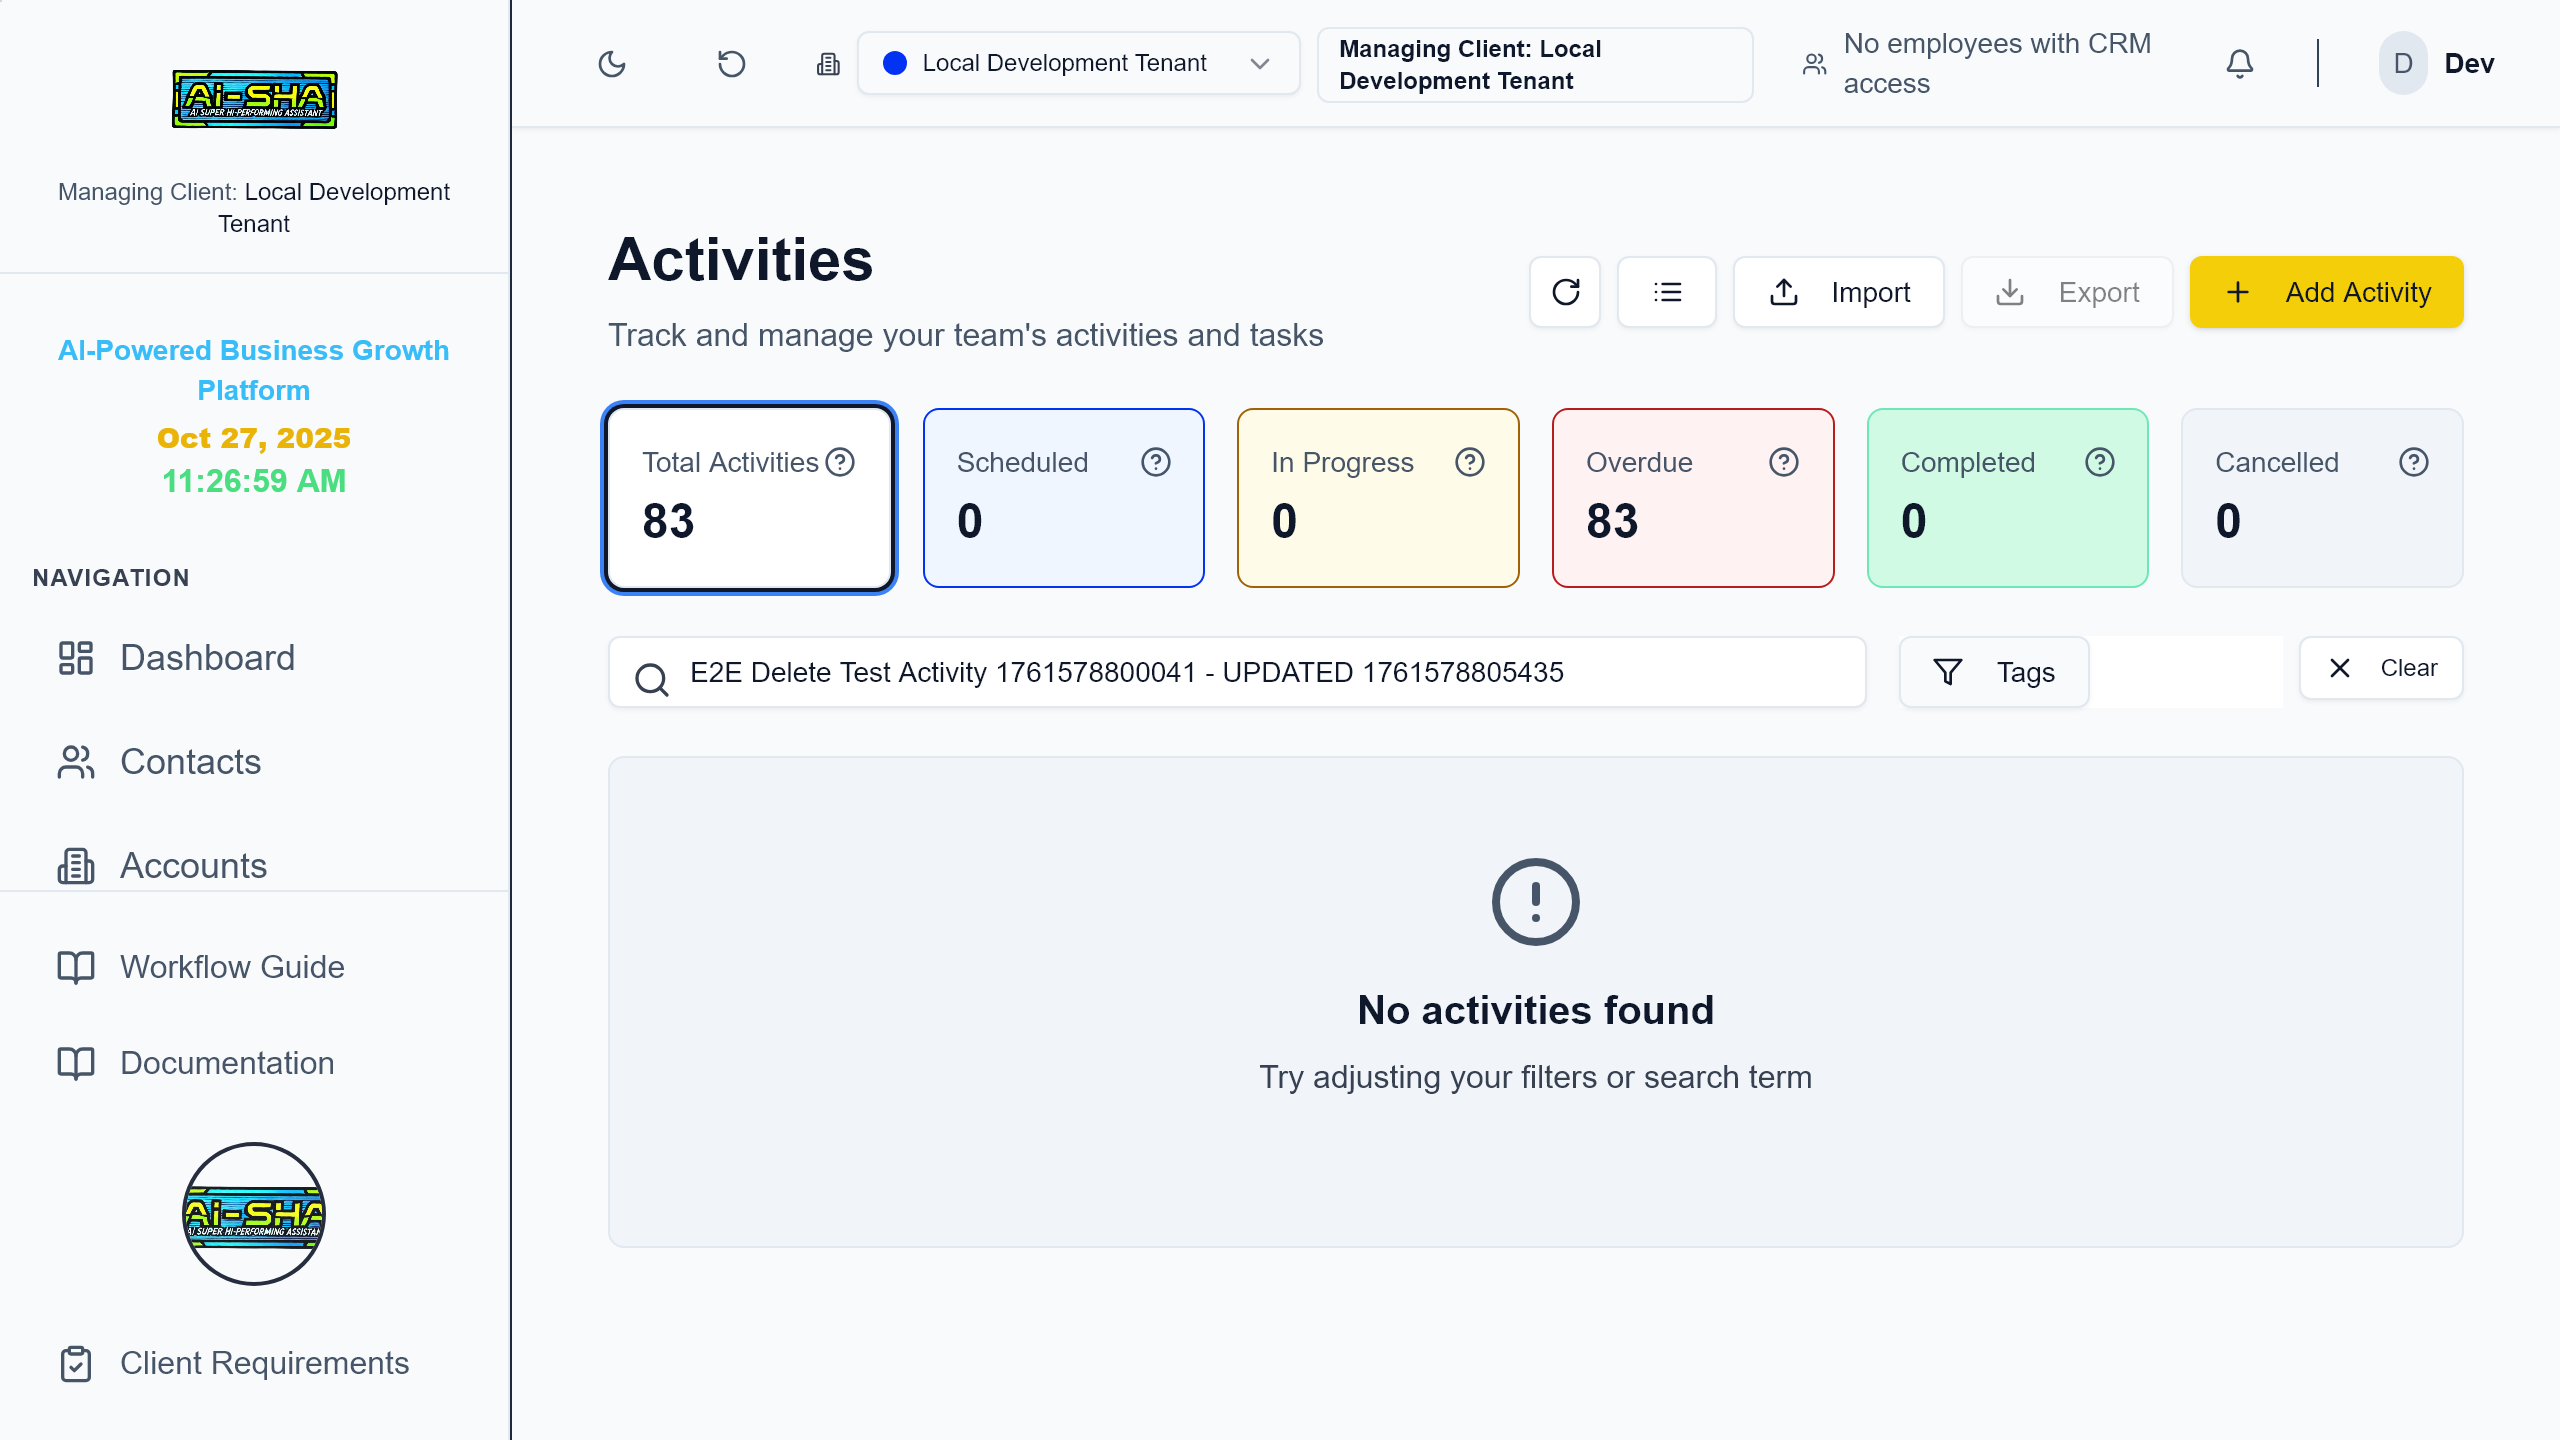 Ai-SHA
AI SUPER HI-PERFORMING ASSISTANT
Managing Client: Local Development
Tenant
AI-Powered Business Growth
Platform
Oct 27, 2025
11:26:59 AM
NAVIGATION
Dashboard
Contacts
Accounts
Workflow Guide
Documentation
Ai-SHA
AI SUPER HI-PERFORMING ASSISTAN
Client Requirements
Local Development Tenant
Managing Client: Local
Development Tenant
No employees with CRM
access
D
Dev
Activities
Track and manage your team's activities and tasks
Import
Export
Add Activity
Total Activities
83
Scheduled
0
In Progress
0
Overdue
83
Completed
0
Cancelled
0
E2E Delete Test Activity 1761578800041 - UPDATED 1761578805435
Tags
Clear
No activities found
Try adjusting your filters or search term